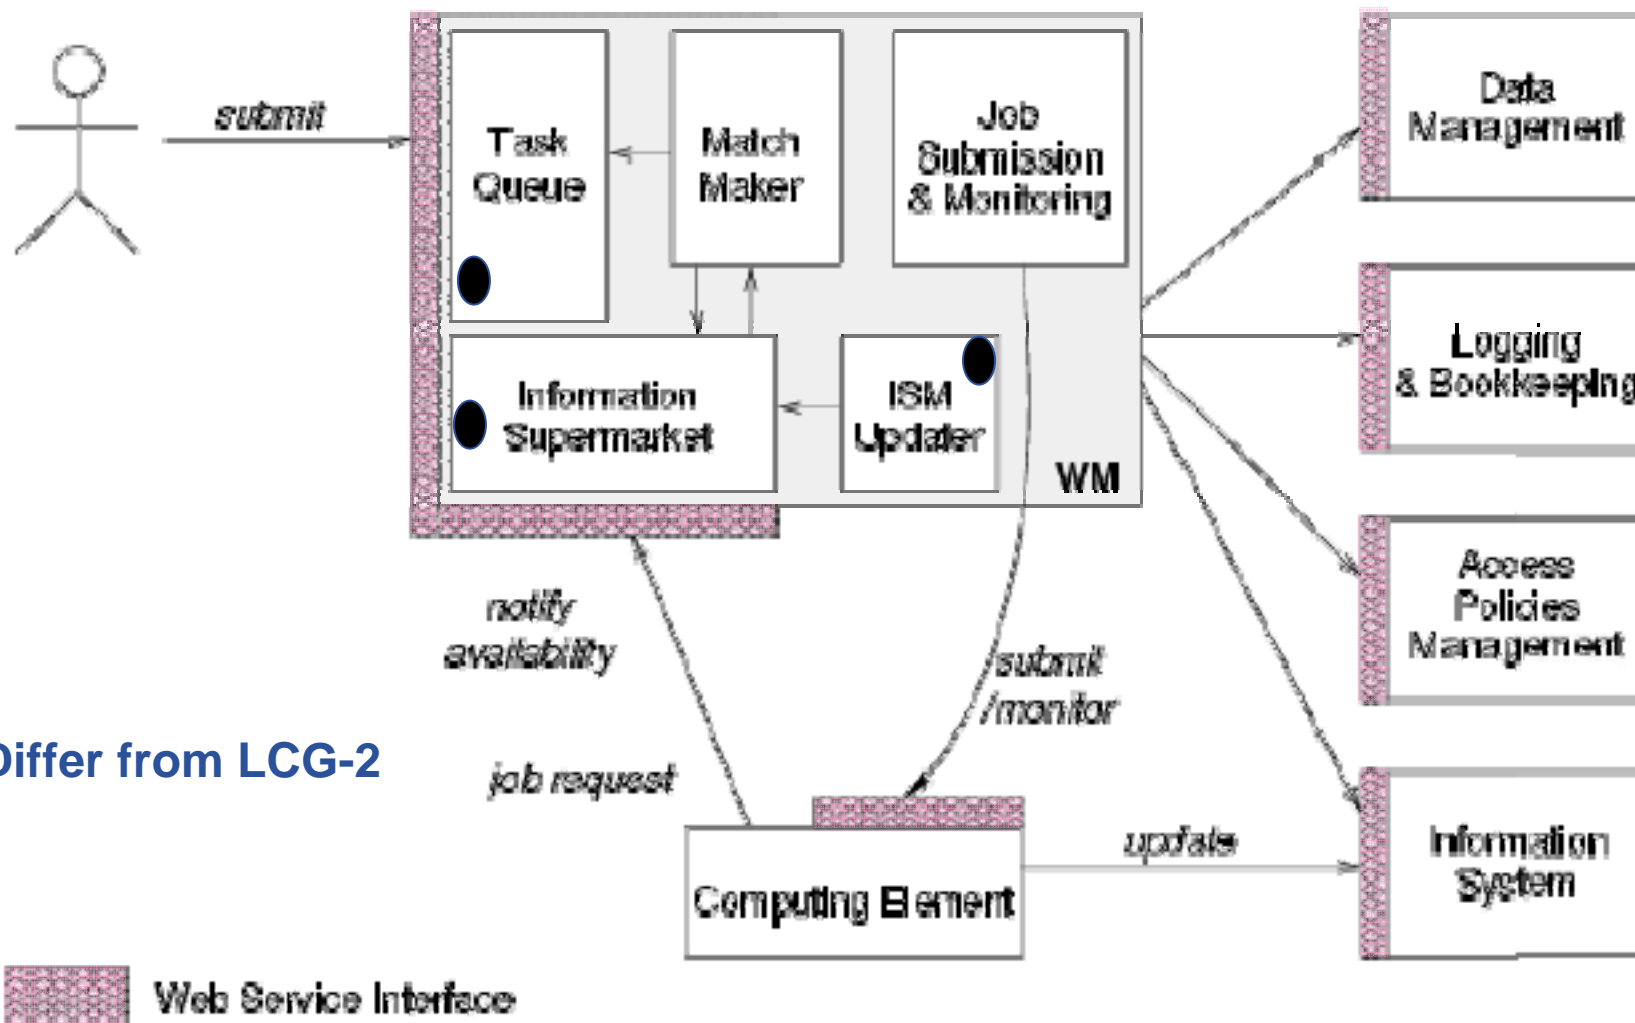 submit
Task
Queue
Match
Maker
Job
Submission
& Monitoring
Information
Supermarket
ISM
Updater
WM
Data
Management
Logging
& Bookkeeping
Access
Policies
Management
Information
System
notify
availability
job request
submit
/monitor
update
Computing Element
Differ from LCG-2
Web Service Interface